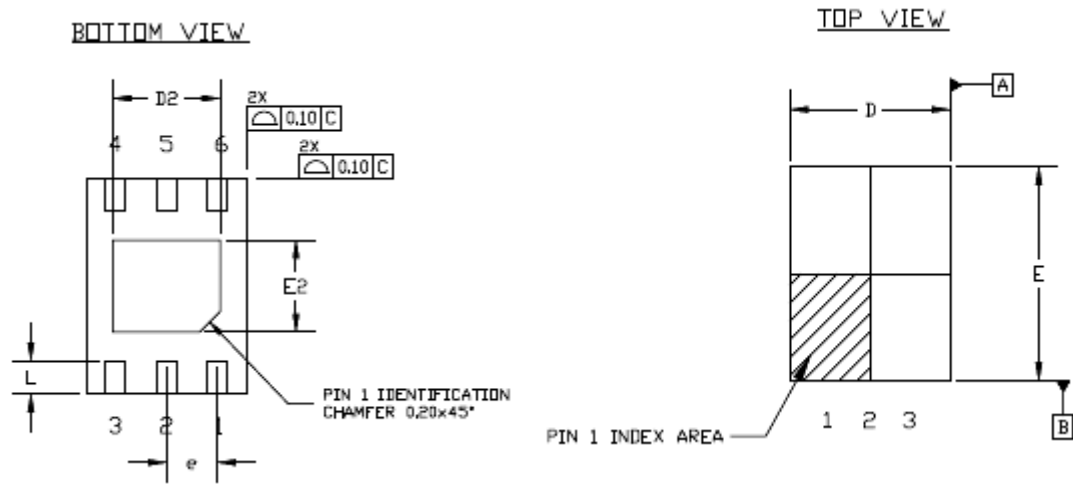 BOTTOM VIEW
TOP VIEW
D2
2X
0.10 C
2X
0.10 C
4 5 6
A
D
E2
E
L
PIN 1 IDENTIFICATION
CHAMFER 0.20x45°
3 2 1
e
1 2 3
B
PIN 1 INDEX AREA